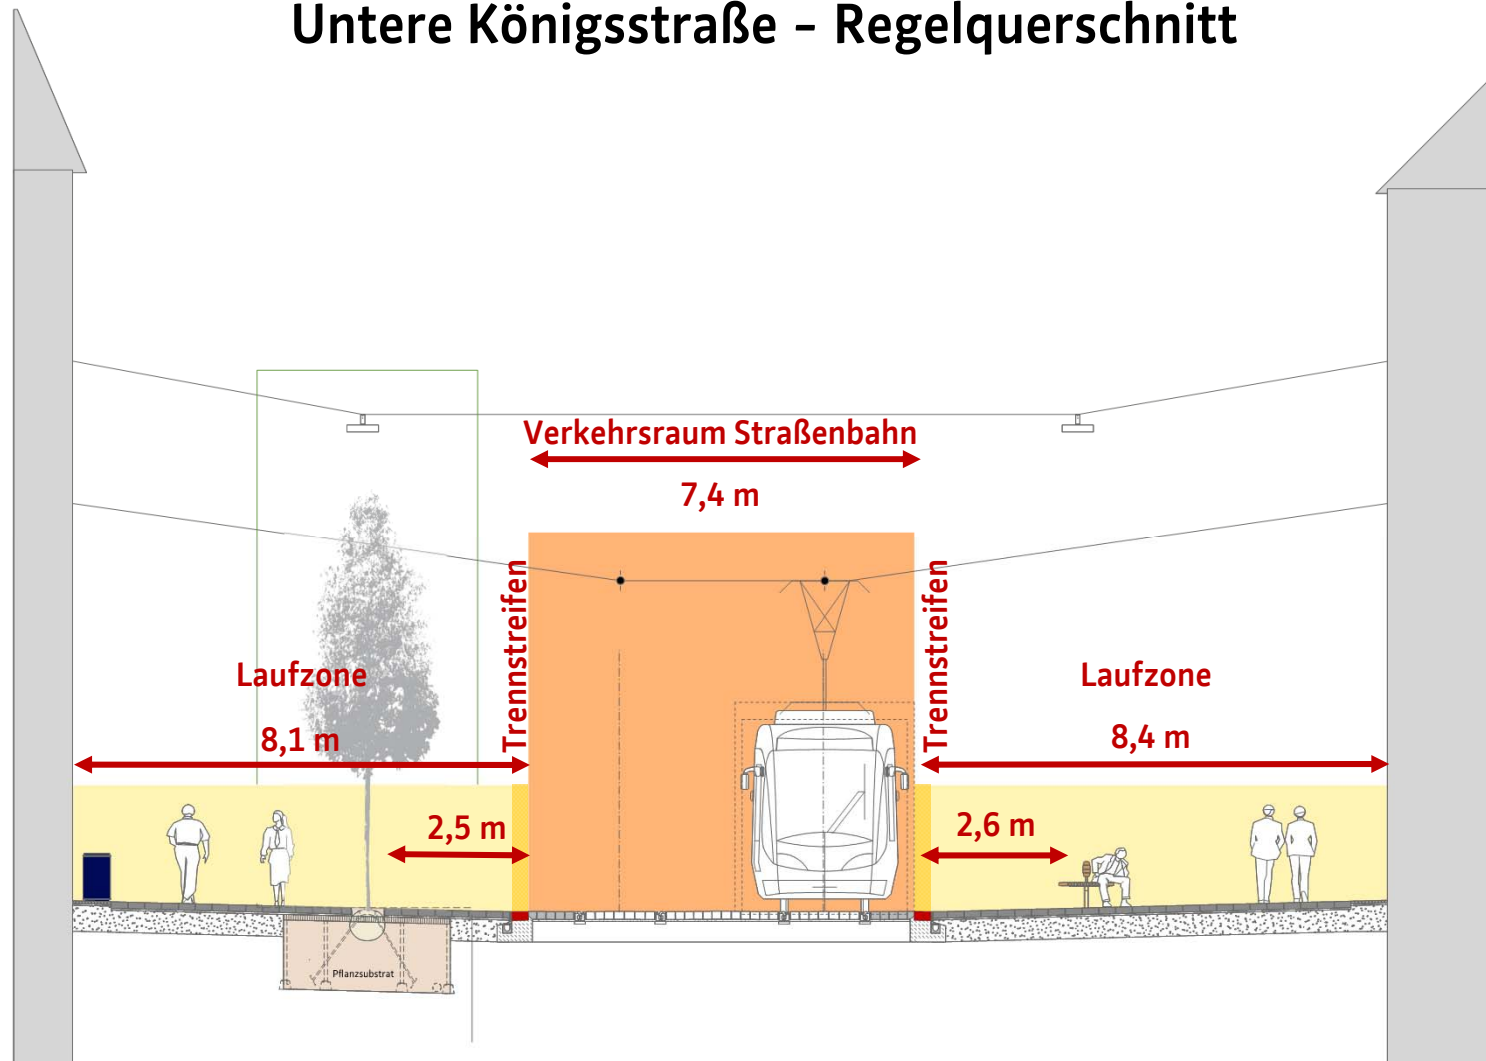 Untere Königsstraße – Regelquerschnitt
Verkehrsraum Straßenbahn
7,4 m
Trennstreifen
Trennstreifen
Laufzone
8,1 m
Laufzone
8,4 m
2,5 m
2,6 m
Pflanzsubstrat